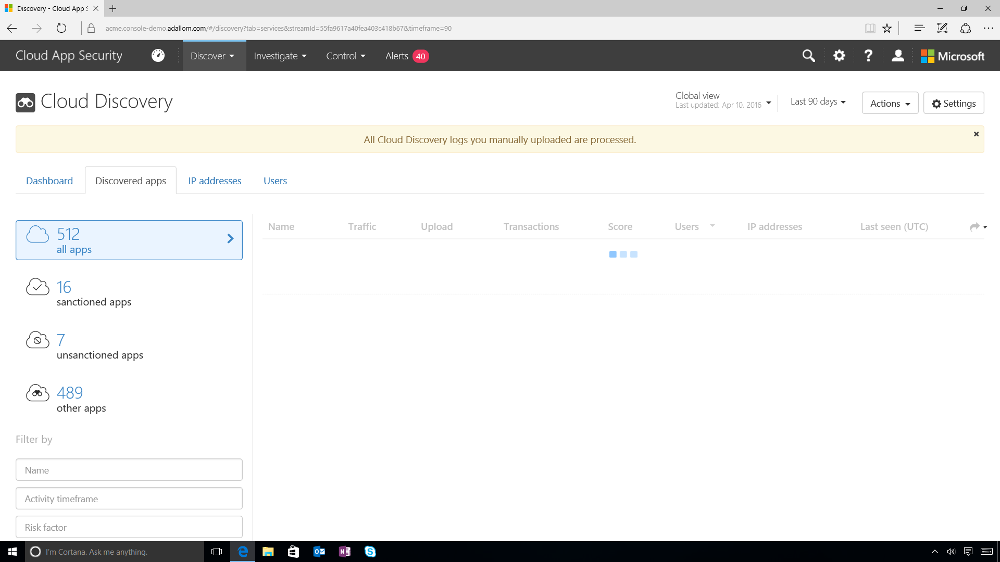 Discovery - Cloud App S
acme.console-demo.adallom.com/#/discovery?tab=services&streamId=55fa9617a40fea403c418b67&timeframe=90
Cloud App Security
Discover
Investigate
Control
Alerts 40
?
Microsoft
Cloud Discovery
Global view
Last updated: Apr 10, 2016
Last 90 days
Actions
Settings
All Cloud Discovery logs you manually uploaded are processed.
Dashboard
Discovered apps
IP addresses
Users
512
all apps
16
sanctioned apps
7
unsanctioned apps
489
other apps
Name
Traffic
Upload
Transactions
Score
Users
IP addresses
Last seen (UTC)
Filter by
Name
Activity timeframe
Risk factor
I'm Cortana. Ask me anything.